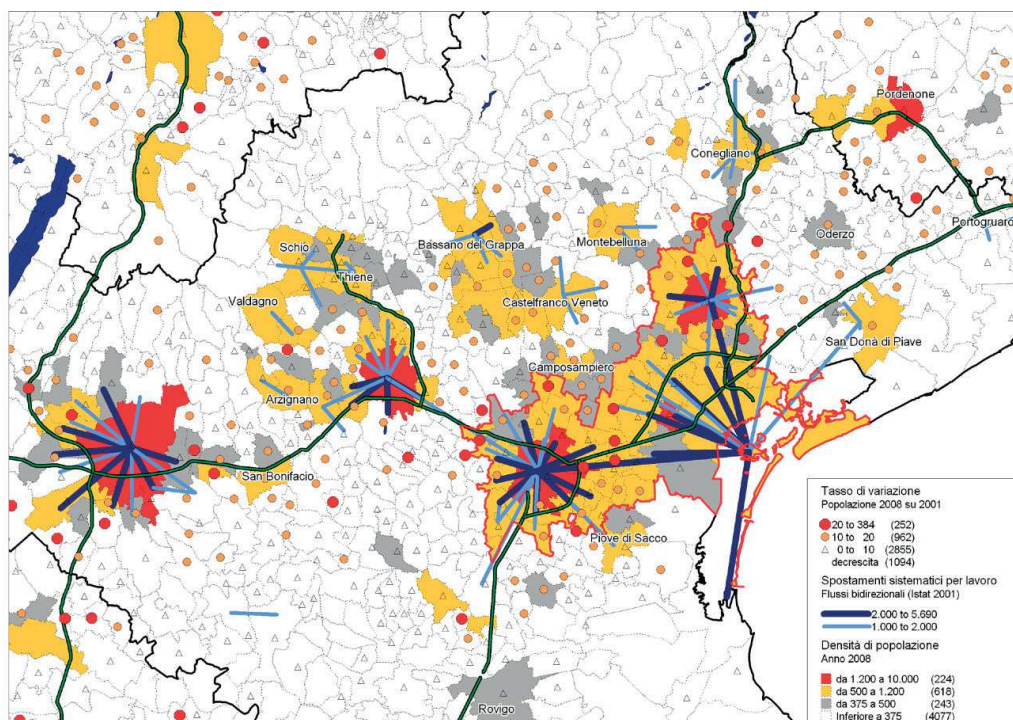 Pordenone
Conegliano
Portogruaro
Oderzo
Schio
Bassano del Grappa
Montebelluna
Thiene
Valdagno
Castelfranco Veneto
San Donà di Piave
Camposampiero
Arzignano
San Bonifacio
Piove di Sacco
Rovigo
Tasso di variazione
Popolazione 2008 su 2001
20 to 384 (252)
10 to 20 (962)
0 to 10 (2855)
decrescita (1094)
Spostamenti sistematici per lavoro
Flussi bidirezionali (Istat 2001)
2.000 to 5.690
1.000 to 2.000
Densità di popolazione
Anno 2008
da 1.200 a 10.000 (224)
da 500 a 1.200 (618)
da 375 a 500 (243)
Inferiore a 375 (4077)